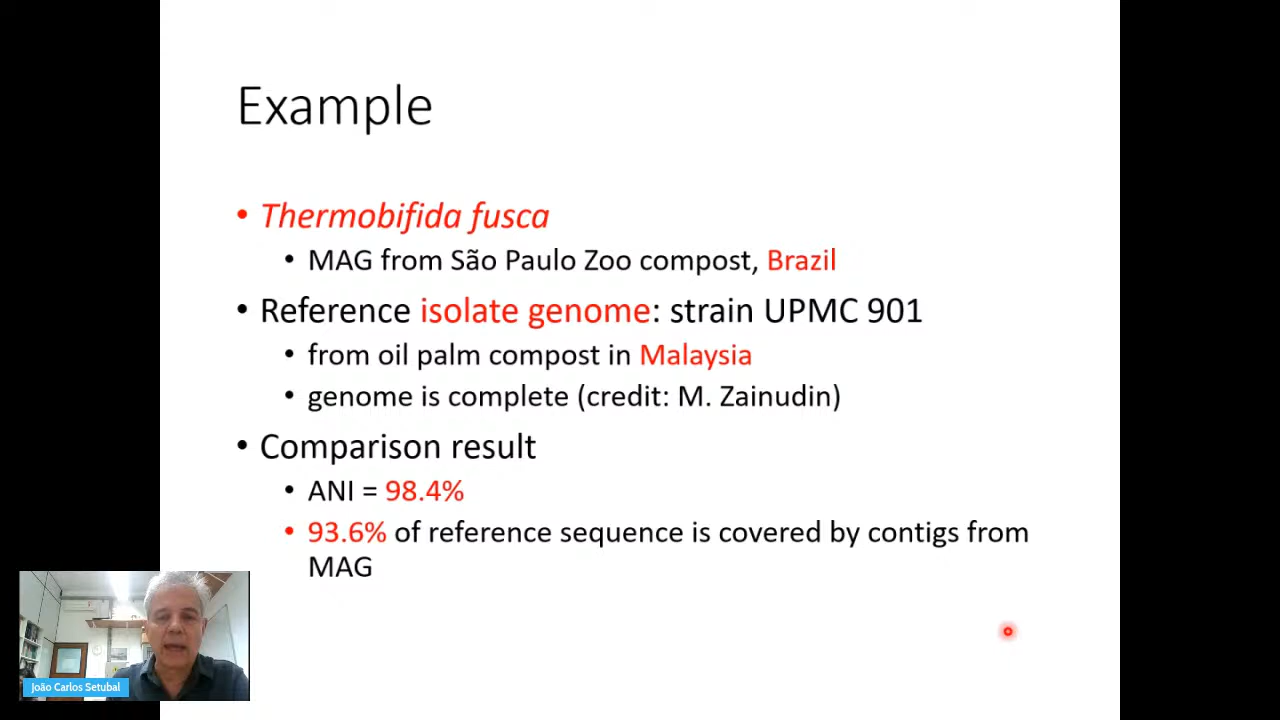 Example
• Thermobifida fusca
• MAG from São Paulo Zoo compost, Brazil
• Reference isolate genome: strain UPMC 901
• from oil palm compost in Malaysia
• genome is complete (credit: M. Zainudin)
• Comparison result
• ANI = 98.4%
• 93.6% of reference sequence is covered by contigs from
MAG
João Carlos Setubal